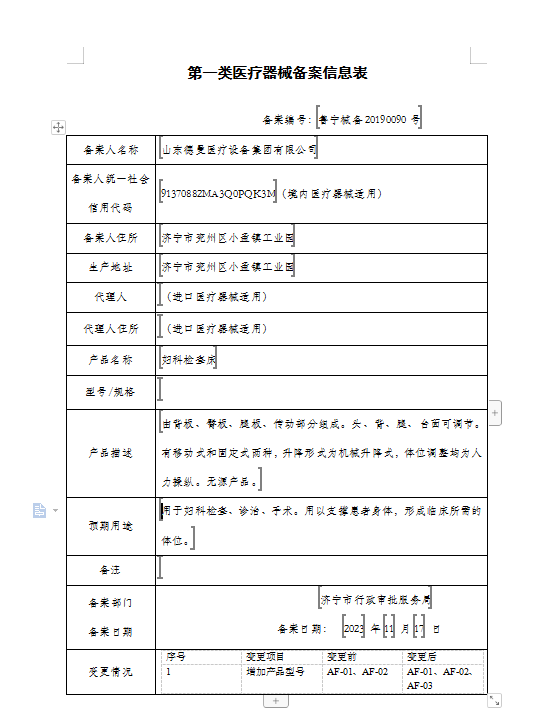 第一类医疗器械备案信息表
备案编号：鲁宁械备20190090 号
备案人名称 山东德曼医疗设备集团有限公司
备案人统一社会
信用代码 91370882MA3Q0PQK3M（境内医疗器械适用）
备案人住所 济宁市兖州区小孟镇工业园
生产地址 济宁市兖州区小孟镇工业园
代理人 （进口医疗器械适用）
代理人住所 （进口医疗器械适用）
产品名称 妇科检查床
型号/规格
产品描述 由背板、臀板、腿板、传动部分组成。头、背、腿、台面可调节。
有移动式和固定式两种，升降形式为机械升降式，体位调整均为人
力操纵。无源产品。
预期用途 用于妇科检查、诊治、手术。用以支撑患者身体，形成临床所需的
体位。
备注
备案部门 济宁市行政审批服务局
备案日期 备案日期： 2023 年 11 月 17 日
变更情况
序号 变更项目 变更前 变更后
1 增加产品型号 AF-01、AF-02 AF-01、AF-02、
AF-03